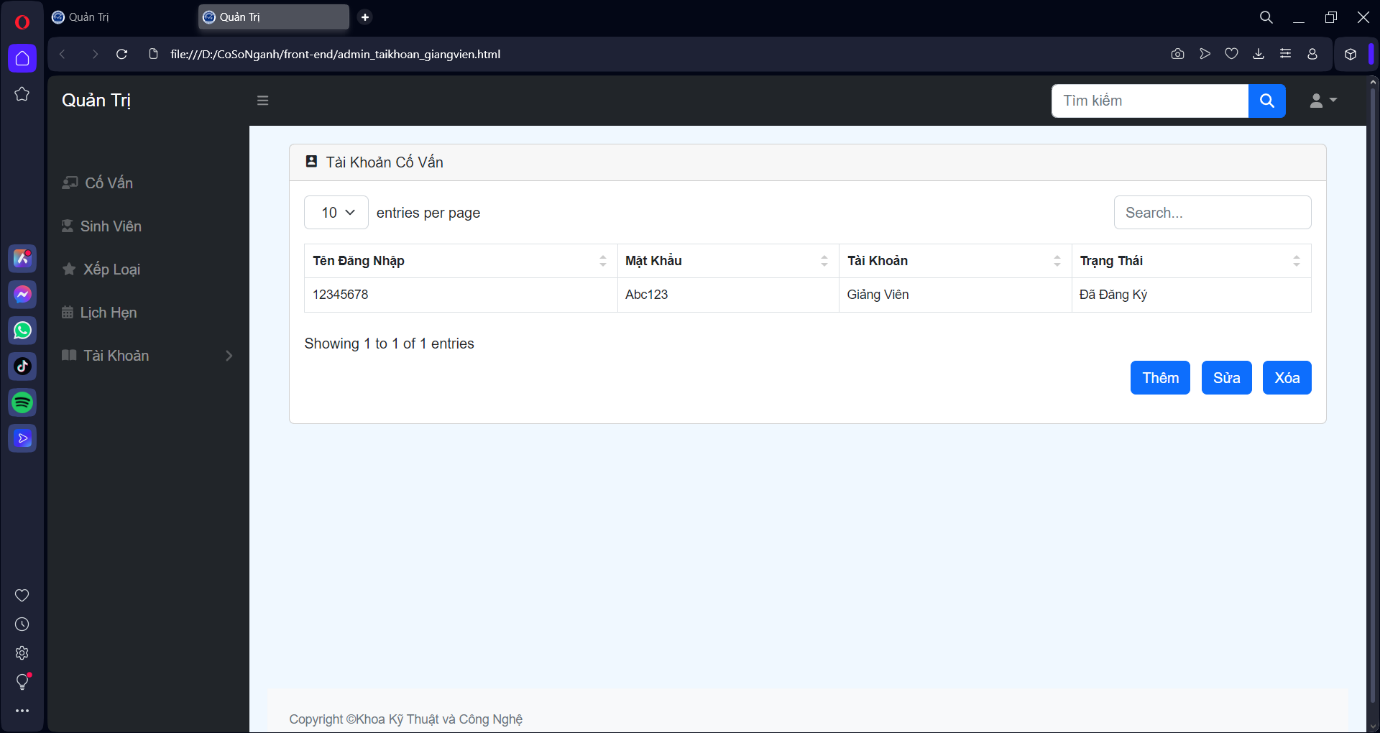 Quản Trị
Quản Trị
file:///D:/CoSoNganh/front-end/admin_taikhoan_giangvien.html
Quản Trị
Tìm kiếm
Cố Vấn
Sinh Viên
Xếp Loại
Lịch Hẹn
Tài Khoản
Tài Khoản Cố Vấn
10 entries per page
Search...
Tên Đăng Nhập Mật Khẩu Tài Khoản Trạng Thái
12345678 Abc123 Giảng Viên Đã Đăng Ký
Showing 1 to 1 of 1 entries
Thêm Sửa Xóa
Copyright ©Khoa Kỹ Thuật và Công Nghệ